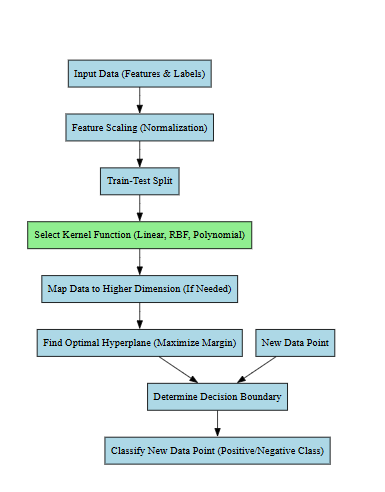 Input Data (Features & Labels)
Feature Scaling (Normalization)
Train-Test Split
Select Kernel Function (Linear, RBF, Polynomial)
Map Data to Higher Dimension (If Needed)
Find Optimal Hyperplane (Maximize Margin)
New Data Point
Determine Decision Boundary
Classify New Data Point (Positive/Negative Class)